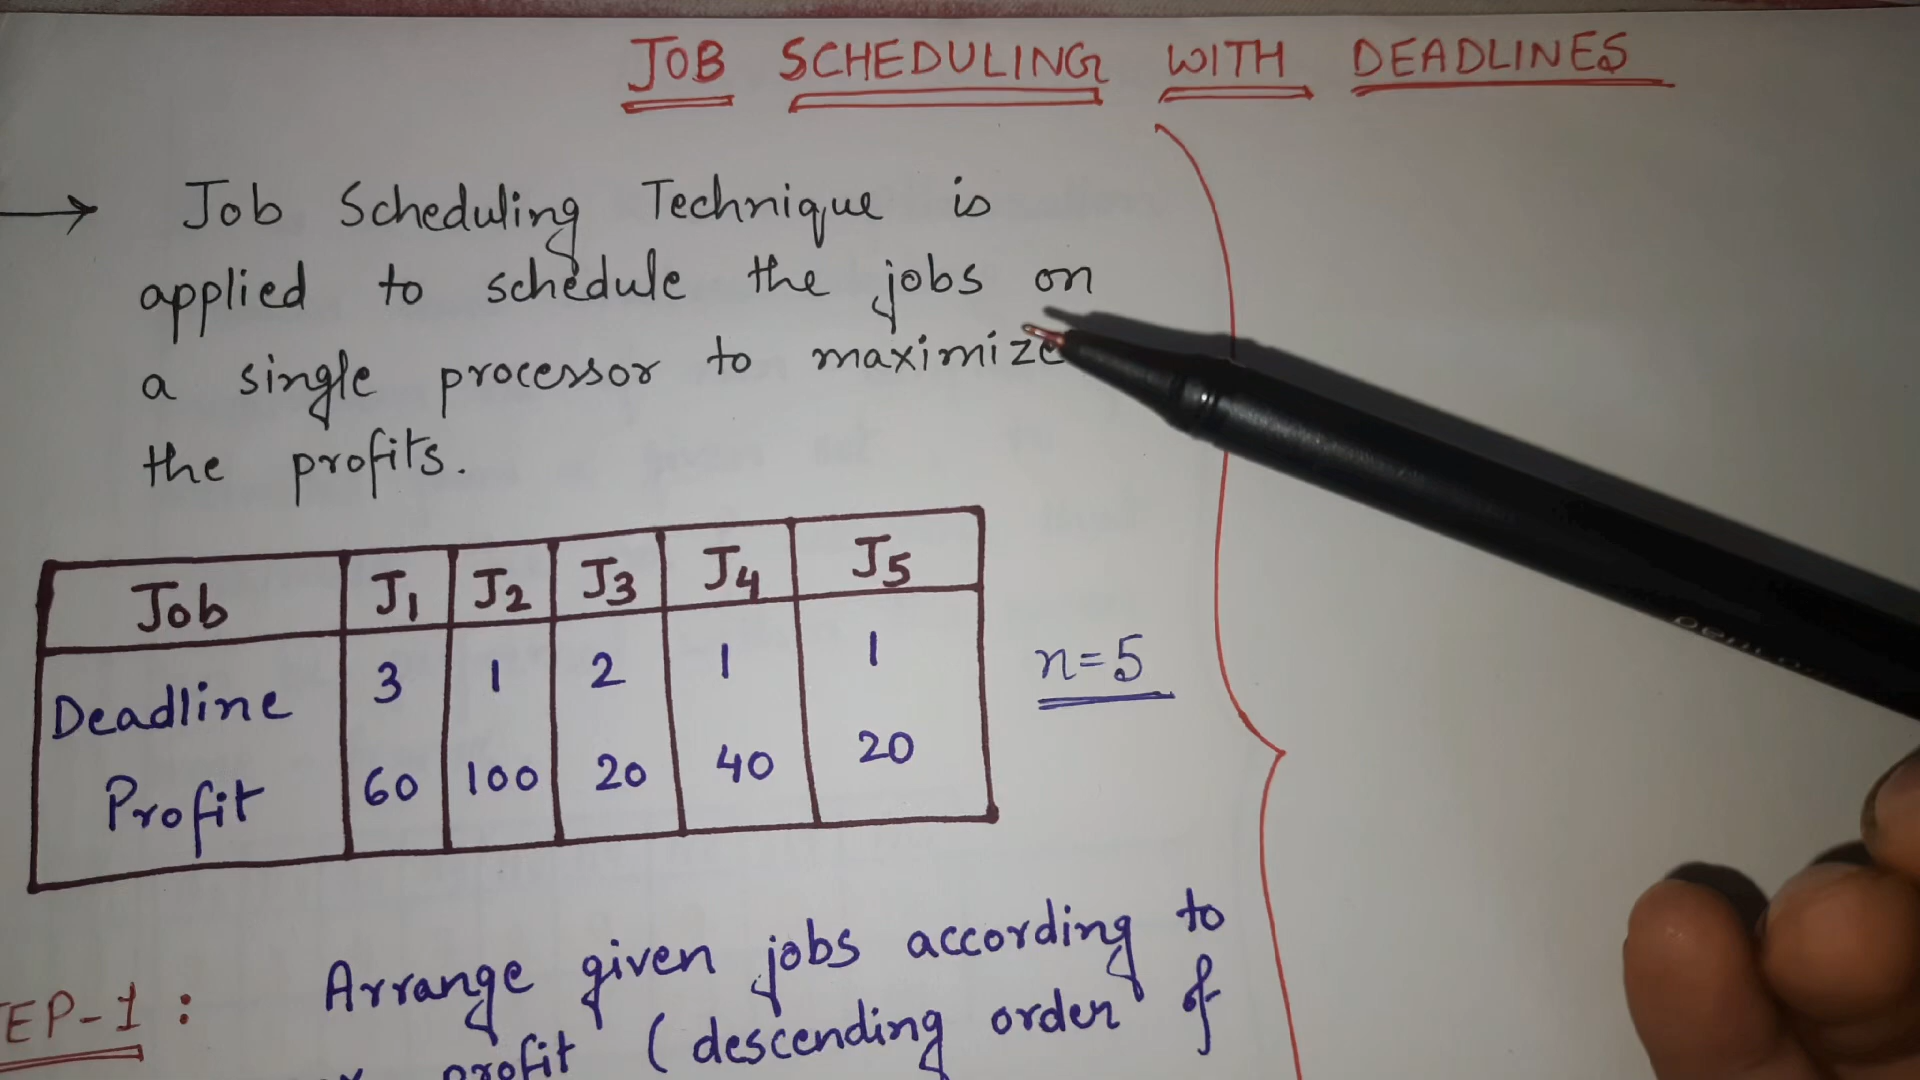 JOB SCHEDULING WITH DEADLINES
→ Job Scheduling Technique is
applied to schedule the jobs on
a single processor to maximize
the profits.
Job J1 J2 J3 J4 J5
Deadline 3 1 2 1 1
n=5
Profit 60 100 20 40 20
EP-1 : Arrange given jobs according to
profit (descending order of